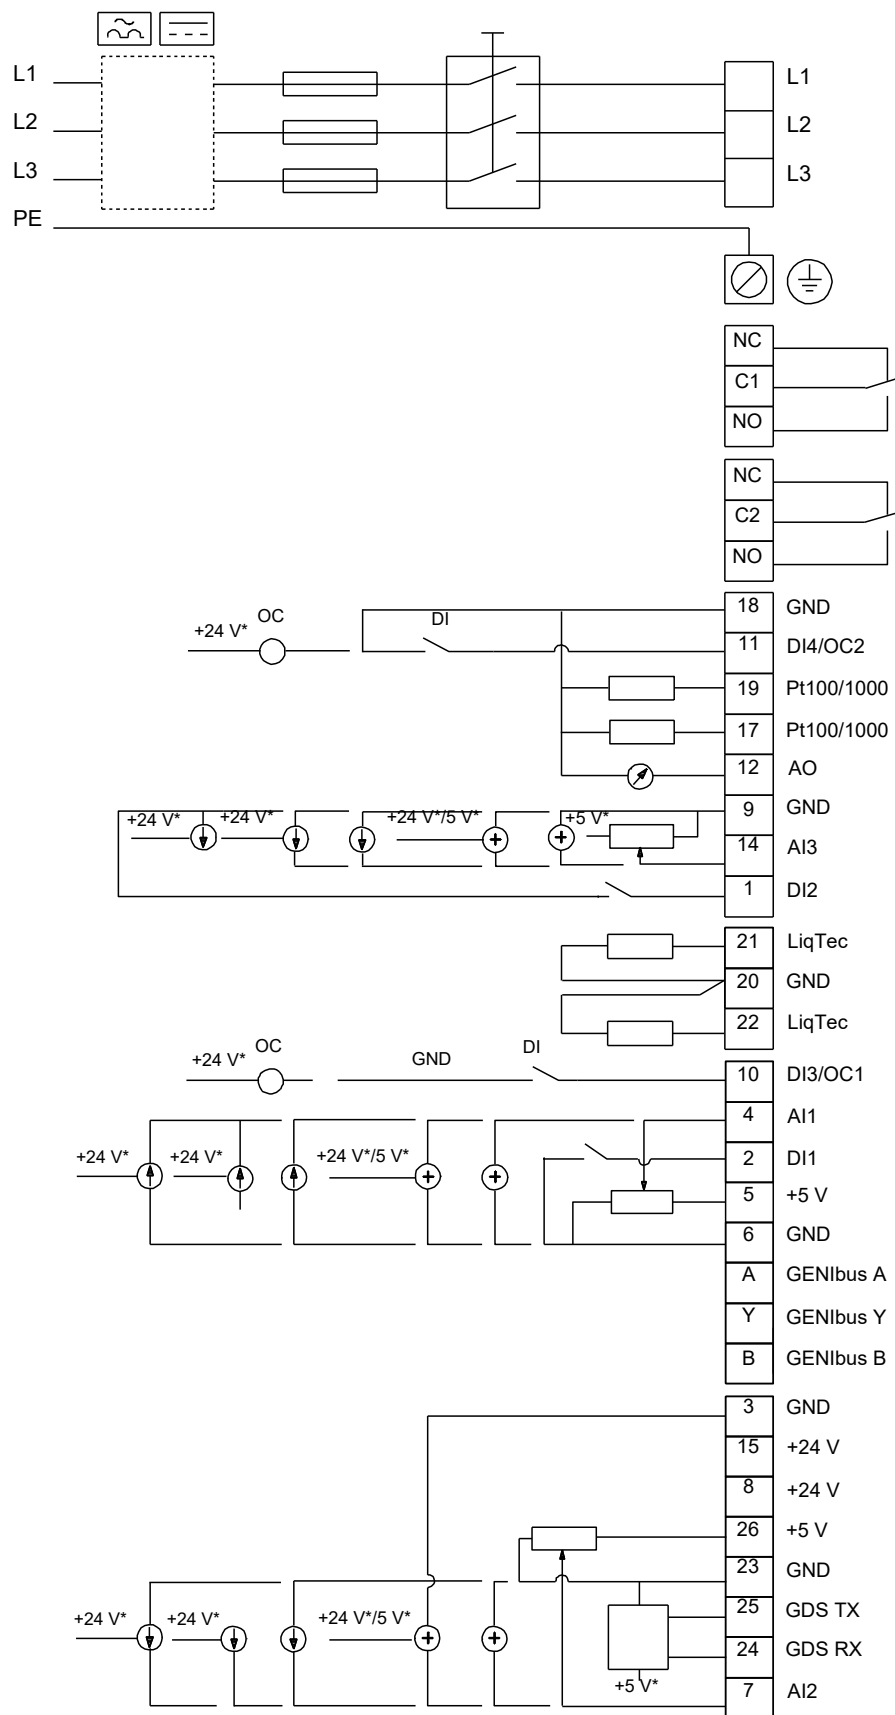 L1 L1
L2 L2
L3 L3
PE
NC
C1
NO
NC
C2
NO
18 GND
+24 V* OC DI 11 DI4/OC2
19 Pt100/1000
17 Pt100/1000
12 AO
9 GND
+24 V* +24 V* +24 V*/5 V* +5 V*
14 AI3
1 DI2
21 LiqTec
20 GND
22 LiqTec
+24 V* OC GND DI 10 DI3/OC1
4 AI1
+24 V* +24 V* +24 V*/5 V* 2 DI1
5 +5 V
6 GND
A GENIbus A
Y GENIbus Y
B GENIbus B
3 GND
15 +24 V
8 +24 V
26 +5 V
23 GND
+24 V* +24 V* +24 V*/5 V* 25 GDS TX
24 GDS RX
+5 V* 7 AI2